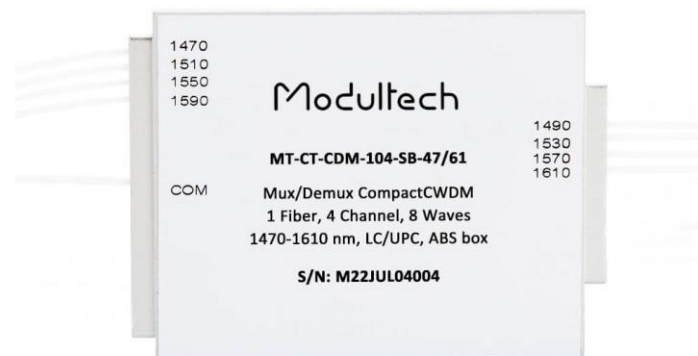 1470
1510
1550
1590
COM
Modultech
MT-CT-CDM-104-SB-47/61
Mux/Demux CompactCWDM
1 Fiber, 4 Channel, 8 Waves
1470-1610 nm, LC/UPC, ABS box
S/N: M22JUL04004
1490
1530
1570
1610